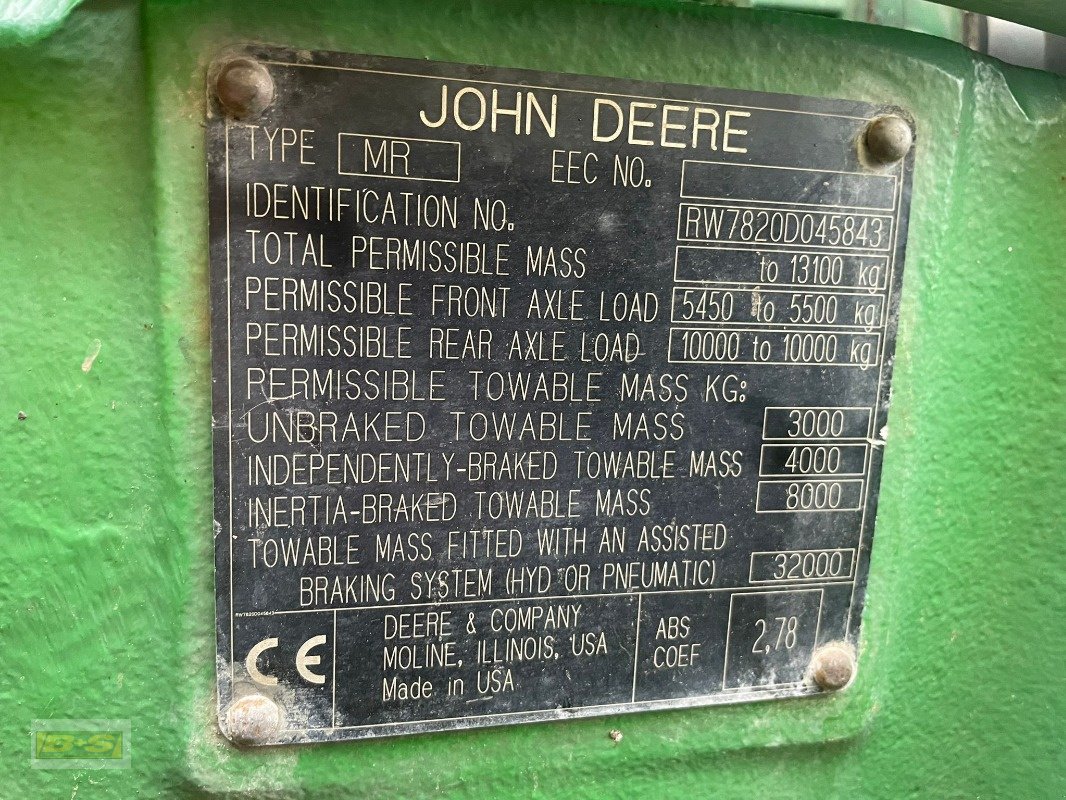 JOHN DEERE
TYPE MR EEC NO.
IDENTIFICATION NO. RW7820D045843
TOTAL PERMISSIBLE MASS to 13100 kg
PERMISSIBLE FRONT AXLE LOAD 5450 to 5500 kg
PERMISSIBLE REAR AXLE LOAD 10000 to 10000 kg
PERMISSIBLE TOWABLE MASS KG:
UNBRAKED TOWABLE MASS 3000
INDEPENDENTLY-BRAKED TOWABLE MASS 4000
INERTIA-BRAKED TOWABLE MASS 8000
TOWABLE MASS FITTED WITH AN ASSISTED
BRAKING SYSTEM (HYD OR PNEUMATIC) 32000
RW7820D045843
CE
DEERE & COMPANY
MOLINE, ILLINOIS, USA
Made in USA
ABS
COEF
2,78
B·S